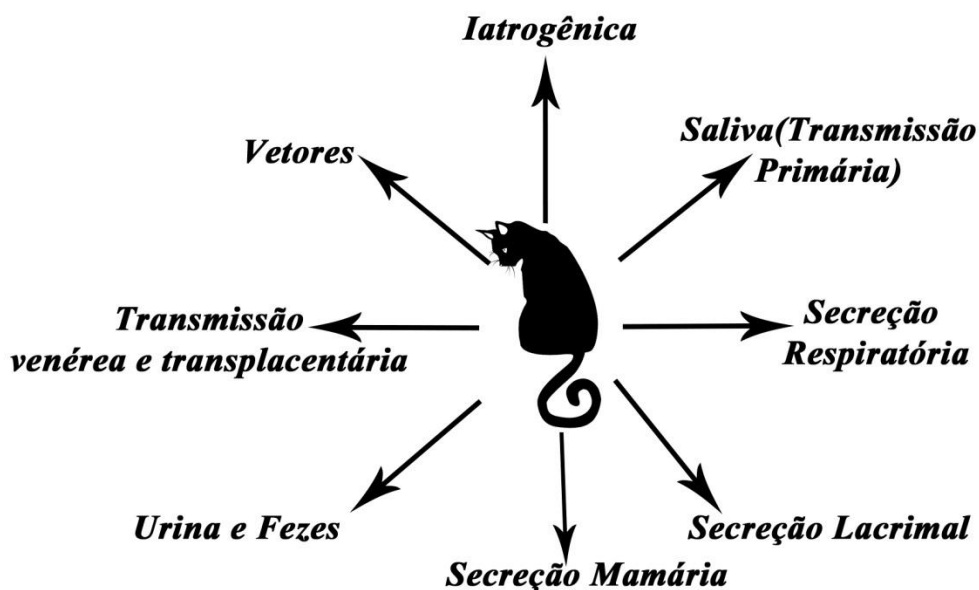 Iatrogênica
Saliva(Transmissão
Primária)
Vetores
Transmissão
venérea e transplacentária
Secreção
Respiratória
Urina e Fezes
Secreção Lacrimal
Secreção Mamária